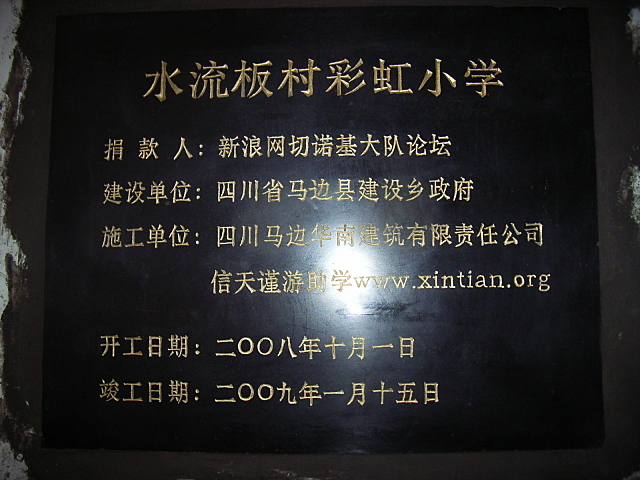 水流板村彩虹小学
捐款人：新浪网切诺基大队论坛
建设单位：四川省马边县建设乡政府
施工单位：四川马边华南建筑有限责任公司
信天谨游助学www.xintian.org
开工日期：二〇〇八年十月一日
竣工日期：二〇〇九年一月十五日